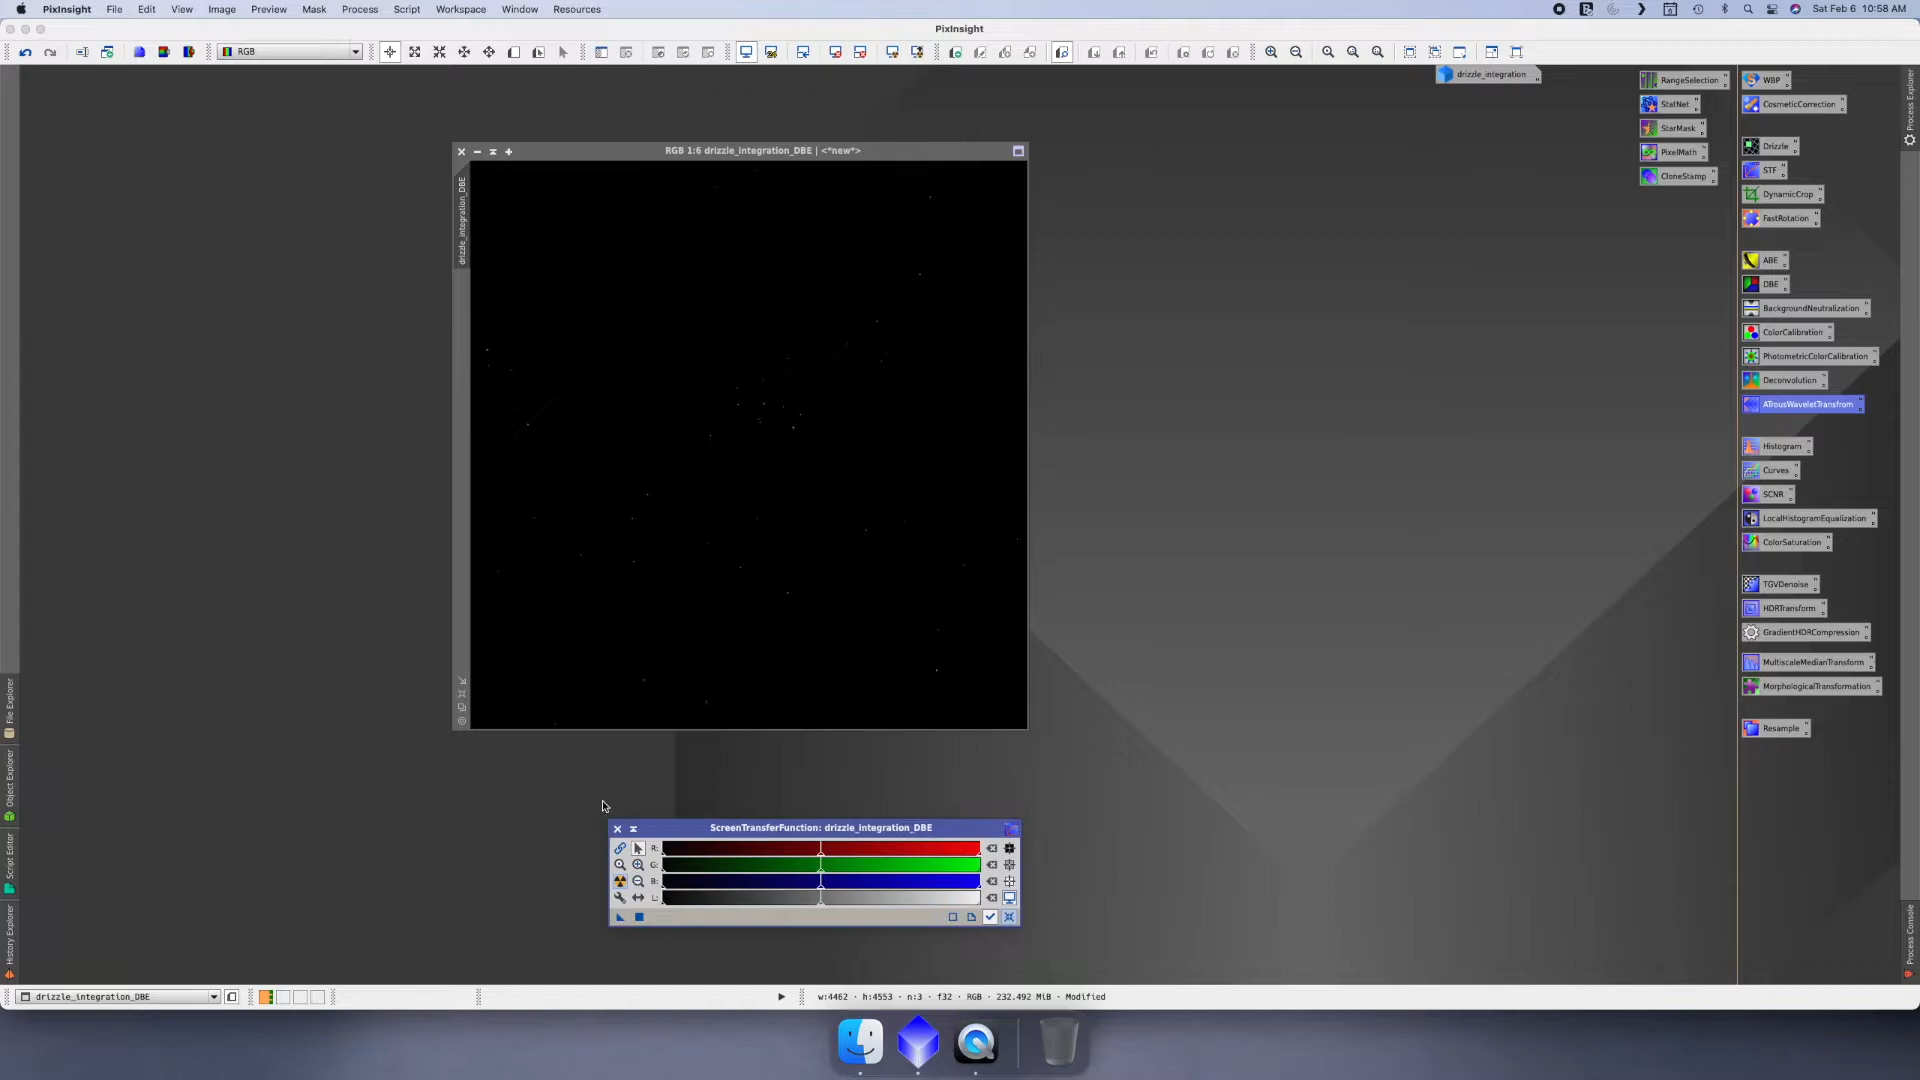 PixInsight File Edit View Image Preview Mask Process Script Workspace Window Resources
Sat Feb 6 10:58 AM
PixInsight
RGB
drizzle_integration
RGB 1:6 drizzle_integration_DBE | <*new*>
drizzle_integration_DBE
RangeSelection
StatNet
StarMask
PixelMath
CloneStamp
WBP
CosmeticCorrection
Drizzle
STF
DynamicCrop
FastRotation
ABE
DBE
BackgroundNeutralization
ColorCalibration
PhotometricColorCalibration
Deconvolution
ATrousWaveletTransfrom
Histogram
Curves
SCNR
LocalHistogramEqualization
ColorSaturation
TGVDenoise
HDRTransform
GradientHDRCompression
MultiscaleMedianTransform
MorphologicalTransformation
Resample
Process Explorer
Process Console
File Explorer
Object Explorer
Script Editor
History Explorer
ScreenTransferFunction: drizzle_integration_DBE
R:
G:
B:
L:
drizzle_integration_DBE
w:4462 · h:4553 · n:3 · f32 · RGB · 232.492 MiB · Modified